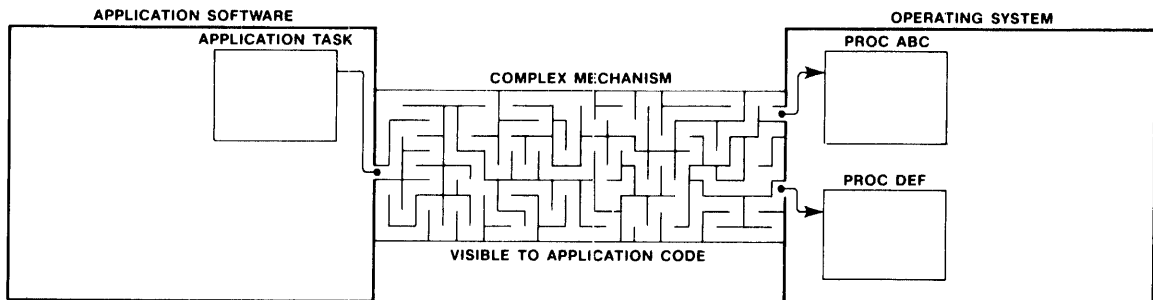 APPLICATION SOFTWARE
OPERATING SYSTEM
APPLICATION TASK
PROC ABC
COMPLEX MECHANISM
PROC DEF
VISIBLE TO APPLICATION CODE